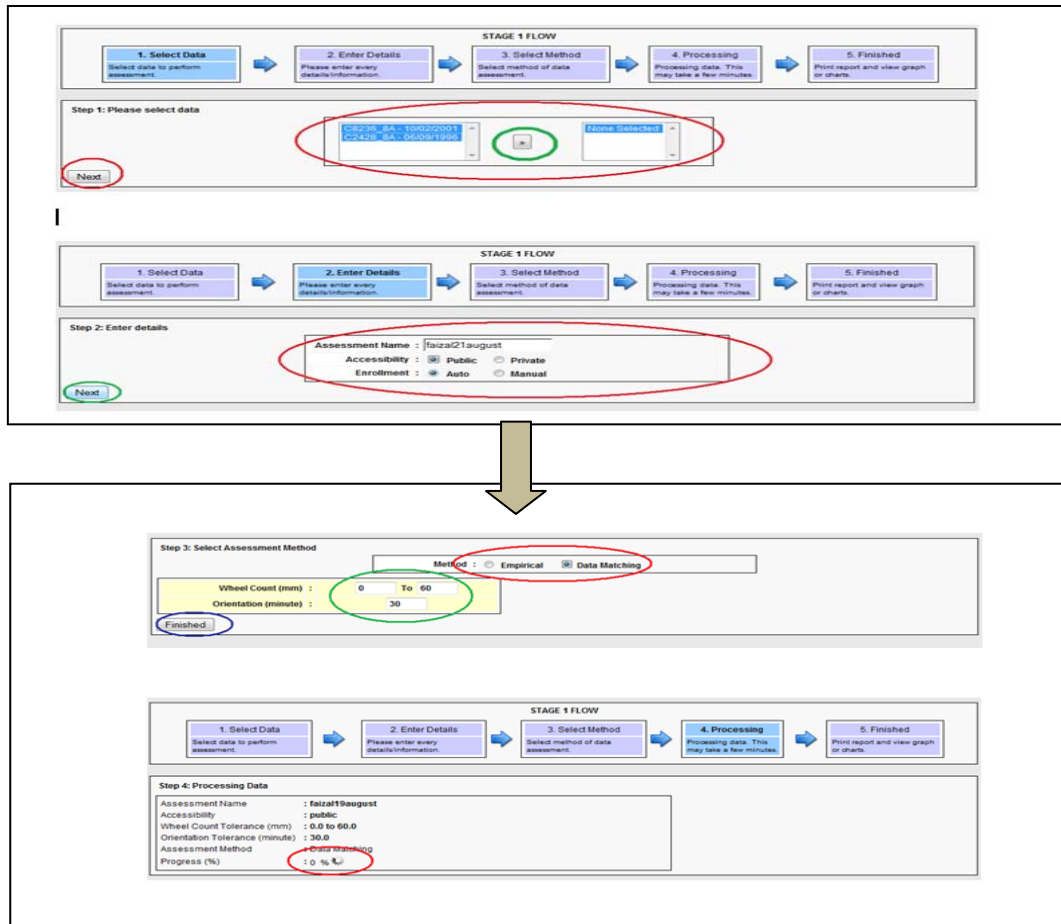 STAGE 1 FLOW
1. Select Data
Select data to perform
assessment.
2. Enter Details
Please enter every
details/information.
3. Select Method
Select method of data
assessment.
4. Processing
Processing data. This
may take a few minutes.
5. Finished
Print report and view graph
or charts.
Step 1: Please select data
C8236_8A - 10/02/2001
C2428_8A - 06/09/1996
»
None Selected
Next
STAGE 1 FLOW
1. Select Data
Select data to perform
assessment.
2. Enter Details
Please enter every
details/information.
3. Select Method
Select method of data
assessment.
4. Processing
Processing data. This
may take a few minutes.
5. Finished
Print report and view graph
or charts.
Step 2: Enter details
Assessment Name : faizal21august
Accessibility : Public Private
Enrollment : Auto Manual
Next
Step 3: Select Assessment Method
Method : Empirical Data Matching
Wheel Count (mm) : 0 To 60
Orientation (minute) : 30
Finished
STAGE 1 FLOW
1. Select Data
Select data to perform
assessment.
2. Enter Details
Please enter every
details/information.
3. Select Method
Select method of data
assessment.
4. Processing
Processing data. This
may take a few minutes.
5. Finished
Print report and view graph
or charts.
Step 4: Processing Data
Assessment Name : faizal19august
Accessibility : public
Wheel Count Tolerance (mm) : 0.0 to 60.0
Orientation Tolerance (minute) : 30.0
Assessment Method : Data Matching
Progress (%) : 0 %